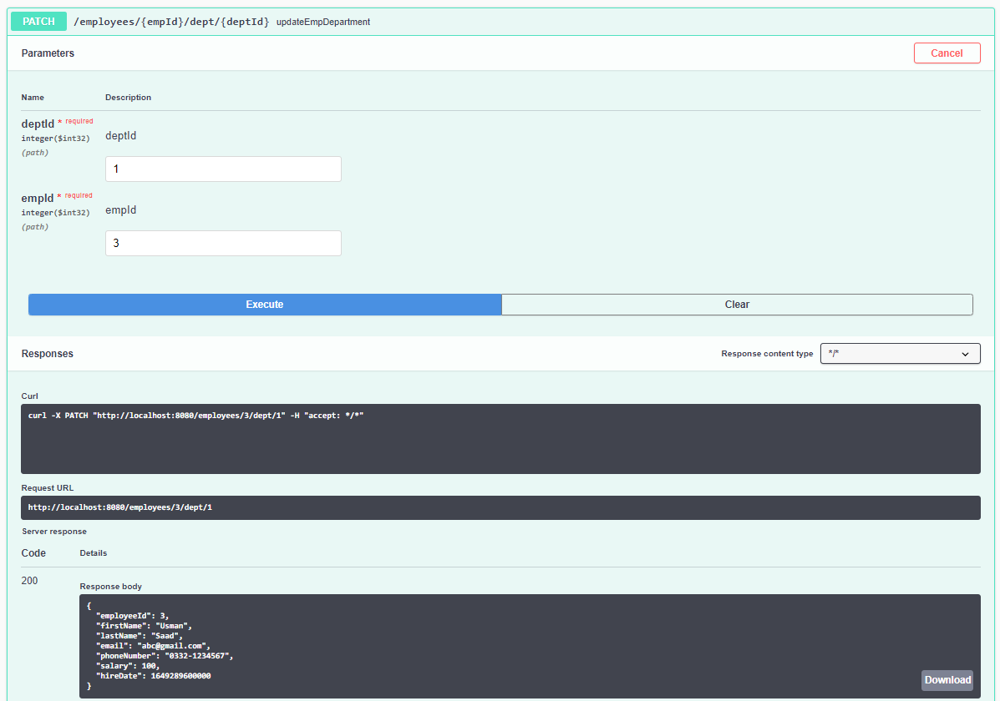 PATCH /employees/{empId}/dept/{deptId} updateEmpDepartment
Parameters
Cancel
Name Description
deptId * required
integer($int32)
(path)
deptId
1
empId * required
integer($int32)
(path)
empId
3
Execute
Clear
Responses
Response content type
*/*
Curl
curl -X PATCH "http://localhost:8080/employees/3/dept/1" -H "accept: */*"
Request URL
http://localhost:8080/employees/3/dept/1
Server response
Code Details
200
Response body
{
  "employeeId": 3,
  "firstName": "Usman",
  "lastName": "Saad",
  "email": "abc@gmail.com",
  "phoneNumber": "0332-1234567",
  "salary": 100,
  "hireDate": 1649289600000
}
Download